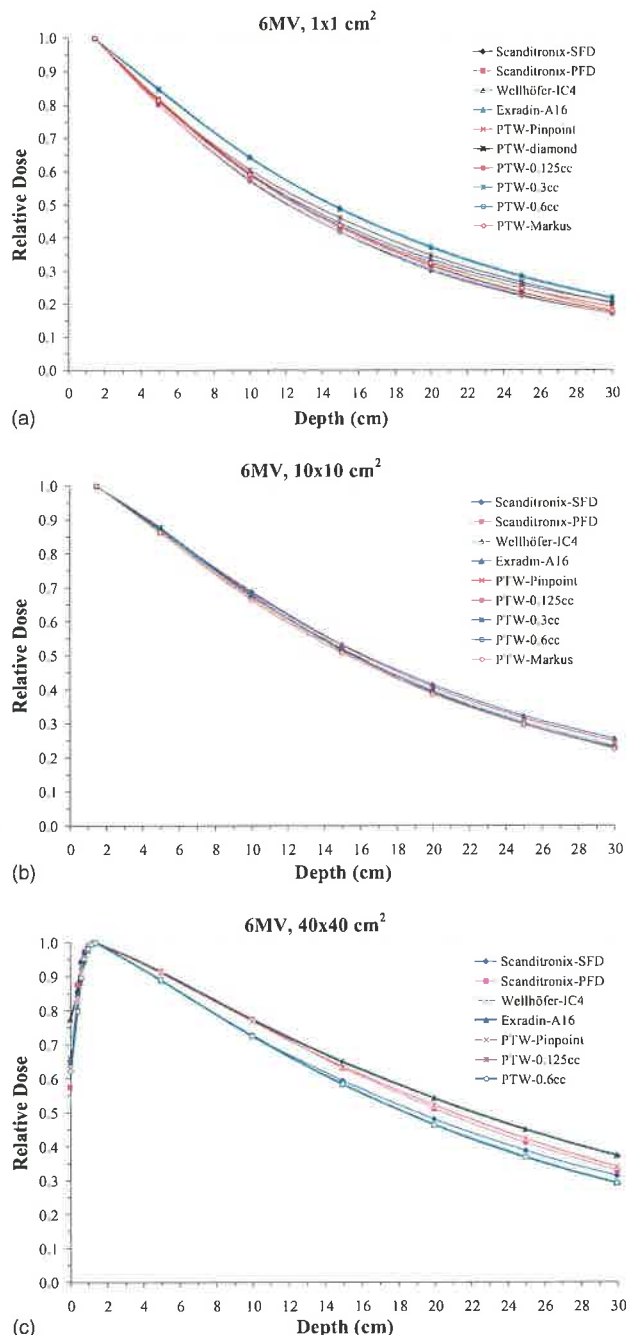 6MV, 1x1 cm²
Scanditronix-SFD
Scanditronix-PFD
Wellhöfer-IC4
Exradin-A16
PTW-Pinpoint
PTW-diamond
PTW-0.125cc
PTW-0.3cc
PTW-0.6cc
PTW-Markus
Relative Dose
1.0
0.9
0.8
0.7
0.6
0.5
0.4
0.3
0.2
0.1
0.0
0 2 4 6 8 10 12 14 16 18 20 22 24 26 28 30
Depth (cm)
(a)
6MV, 10x10 cm²
Scanditronix-SFD
Scanditronix-PFD
Wellhöfer-IC4
Exradin-A16
PTW-Pinpoint
PTW-0.125cc
PTW-0.3cc
PTW-0.6cc
PTW-Markus
Relative Dose
1.0
0.9
0.8
0.7
0.6
0.5
0.4
0.3
0.2
0.1
0.0
0 2 4 6 8 10 12 14 16 18 20 22 24 26 28 30
Depth (cm)
(b)
6MV, 40x40 cm²
Scanditronix-SFD
Scanditronix-PFD
Wellhöfer-IC4
Exradin-A16
PTW-Pinpoint
PTW-0.125cc
PTW-0.6cc
Relative Dose
1.0
0.9
0.8
0.7
0.6
0.5
0.4
0.3
0.2
0.1
0.0
0 2 4 6 8 10 12 14 16 18 20 22 24 26 28 30
Depth (cm)
(c)